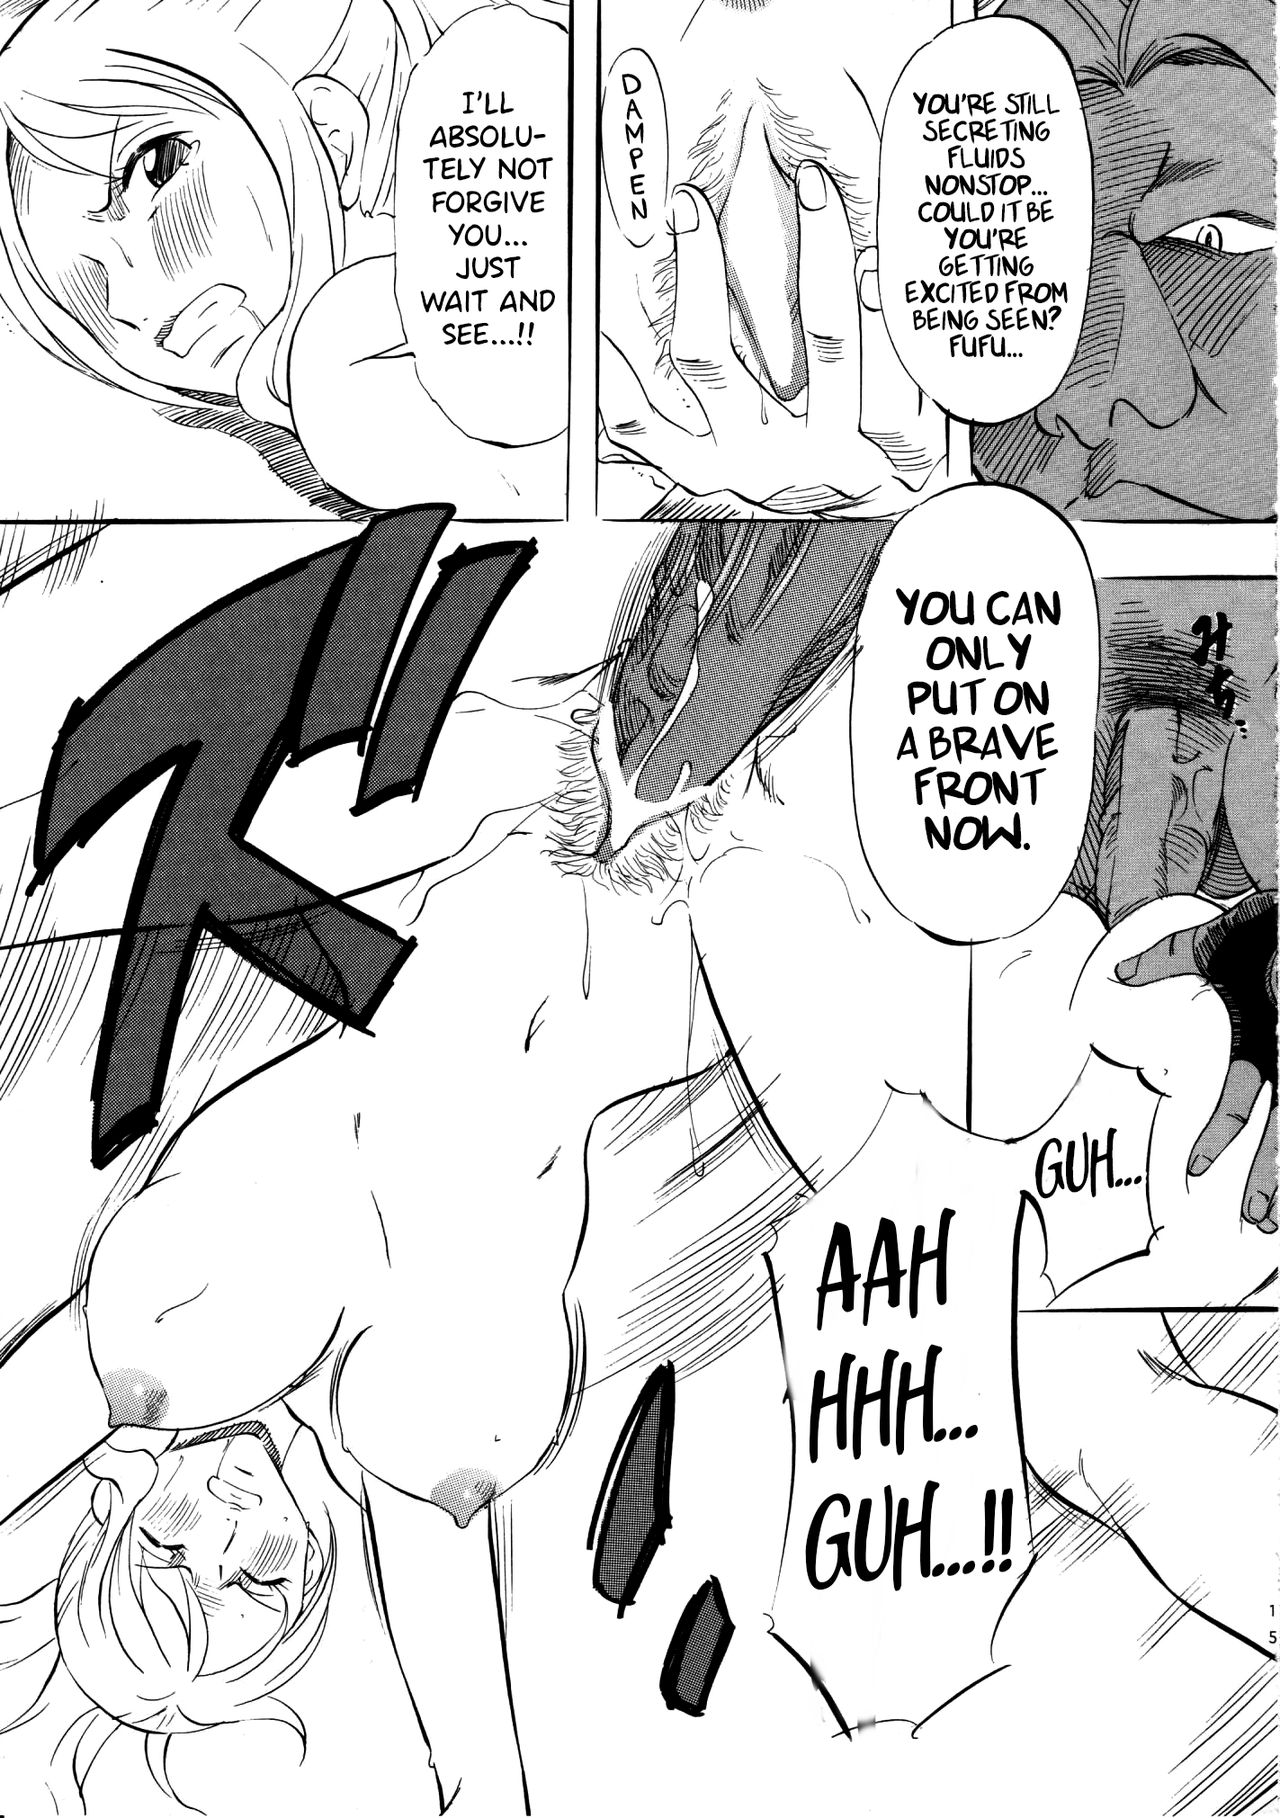 YOU'RE STILL
SECRETING
FLUIDS
NONSTOP...
COULD IT BE
YOU'RE
GETTING
EXCITED FROM
BEING SEEN?
FUFU...
DAMPEN
I'LL
ABSOLU-
TELY NOT
FORGIVE
YOU...
JUST
WAIT AND
SEE...!!
YOU CAN
ONLY
PUT ON
A BRAVE
FRONT
NOW.
GUH...
ズ
AAH
HHH...
GUH...!!
15